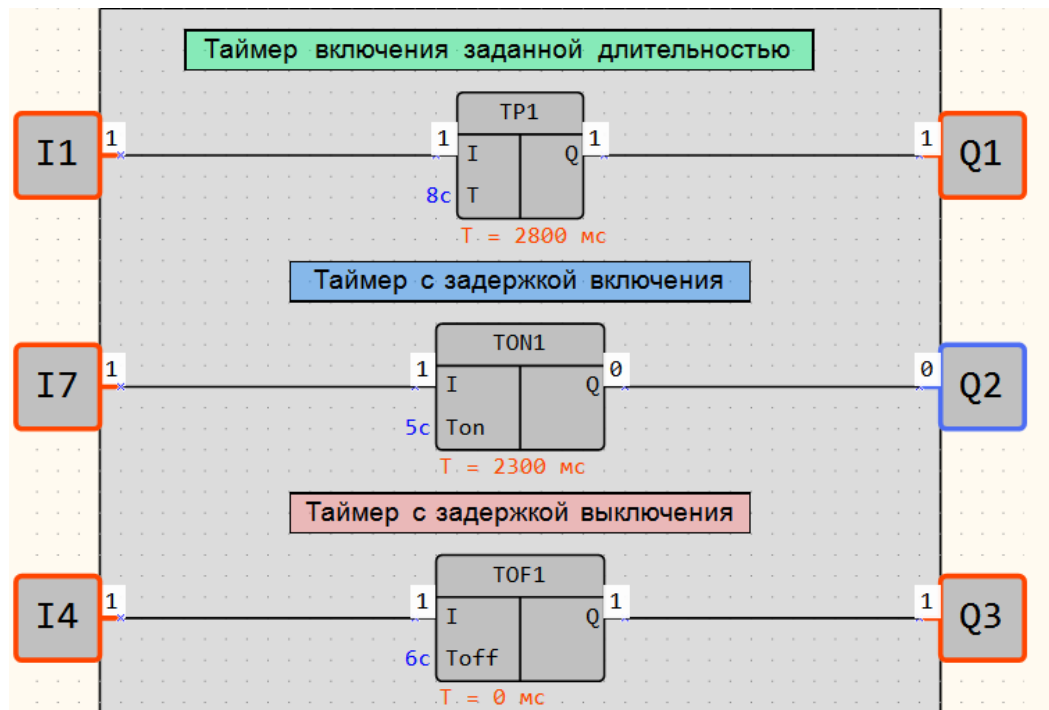 Таймер включения заданной длительностью
TP1
I1 1 1 I Q 1 1 Q1
8с T
T = 2800 мс
Таймер с задержкой включения
TON1
I7 1 1 I Q 0 0 Q2
5с Ton
T = 2300 мс
Таймер с задержкой выключения
TOF1
I4 1 1 I Q 1 1 Q3
6с Toff
T = 0 мс